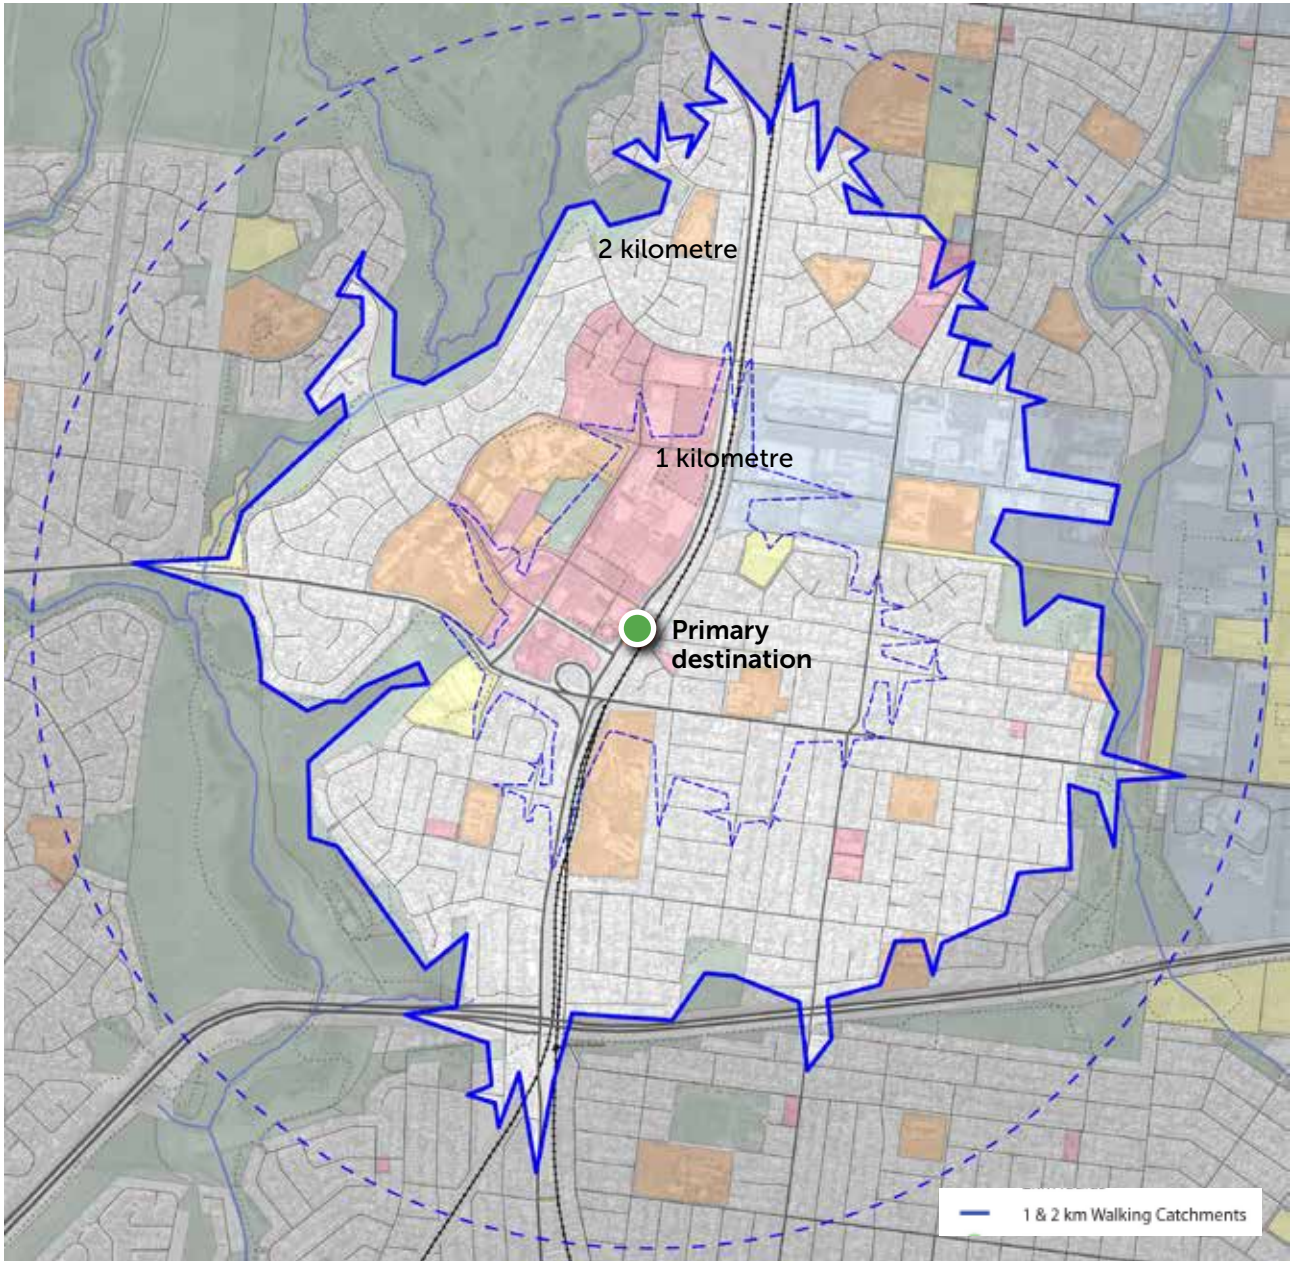 2 kilometre
1 kilometre
Primary
destination
1 & 2 km Walking Catchments